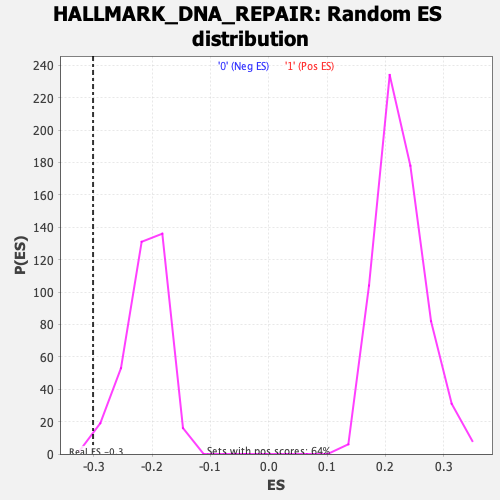 HALLMARK_DNA_REPAIR: Random ES
distribution
'0' (Neg ES) '1' (Pos ES)
240
220
200
180
160
140
120
100
80
60
40
20
0
P(ES)
Real ES -0.3
Sets with pos scores: 64%
-0.3 -0.2 -0.1 0.0 0.1 0.2 0.3
ES